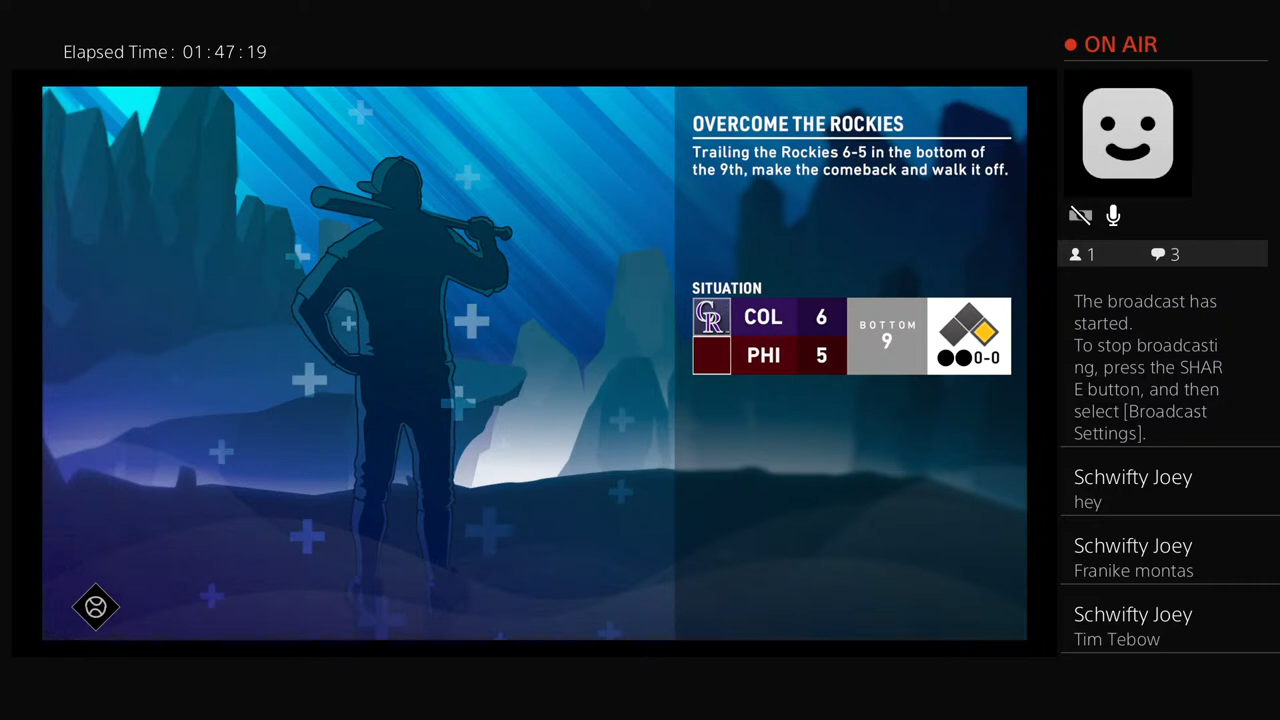 Elapsed Time: 01:47:19
ON AIR
OVERCOME THE ROCKIES
Trailing the Rockies 6-5 in the bottom of
the 9th, make the comeback and walk it off.
SITUATION
CR COL 6
PHI 5
BOTTOM
9
0-0
1 3
The broadcast has
started.
To stop broadcasti
ng, press the SHAR
E button, and then
select [Broadcast
Settings].
Schwifty Joey
hey
Schwifty Joey
Franike montas
Schwifty Joey
Tim Tebow